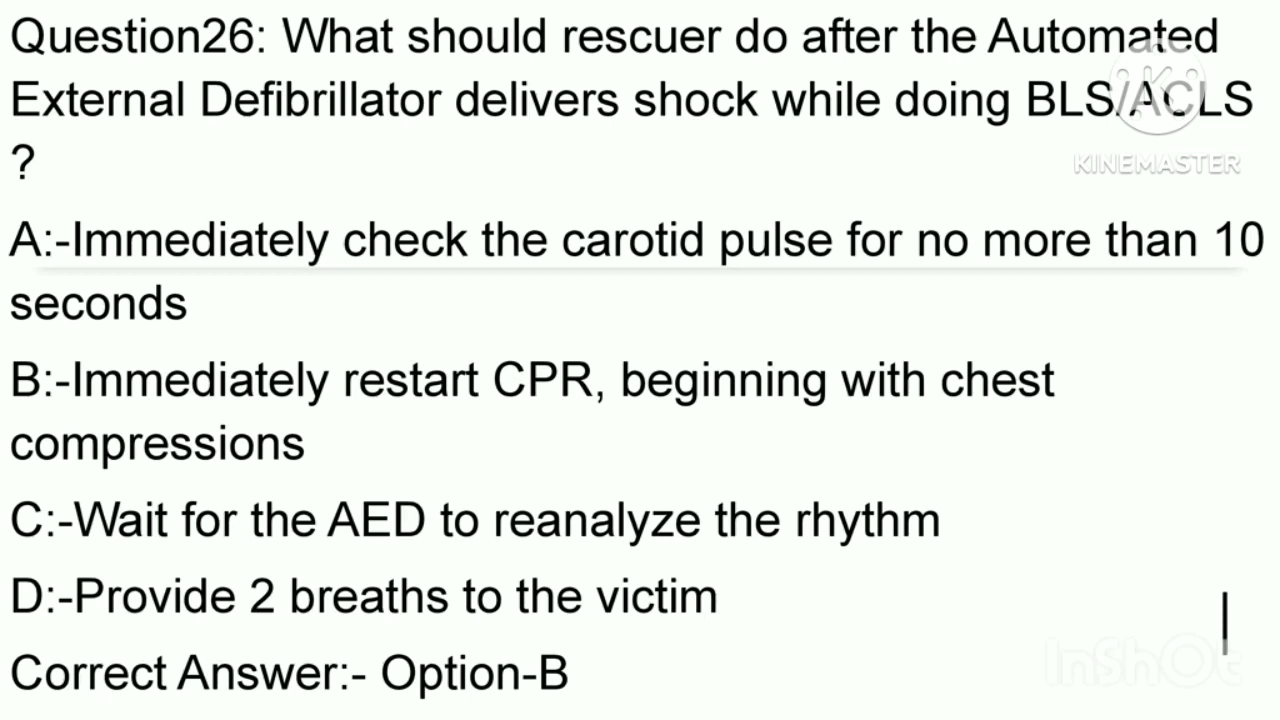 Question26: What should rescuer do after the Automated
External Defibrillator delivers shock while doing BLS/ACLS
?
KINEMASTER
A:-Immediately check the carotid pulse for no more than 10
seconds
B:-Immediately restart CPR, beginning with chest
compressions
C:-Wait for the AED to reanalyze the rhythm
D:-Provide 2 breaths to the victim
Correct Answer:- Option-B
InShOt